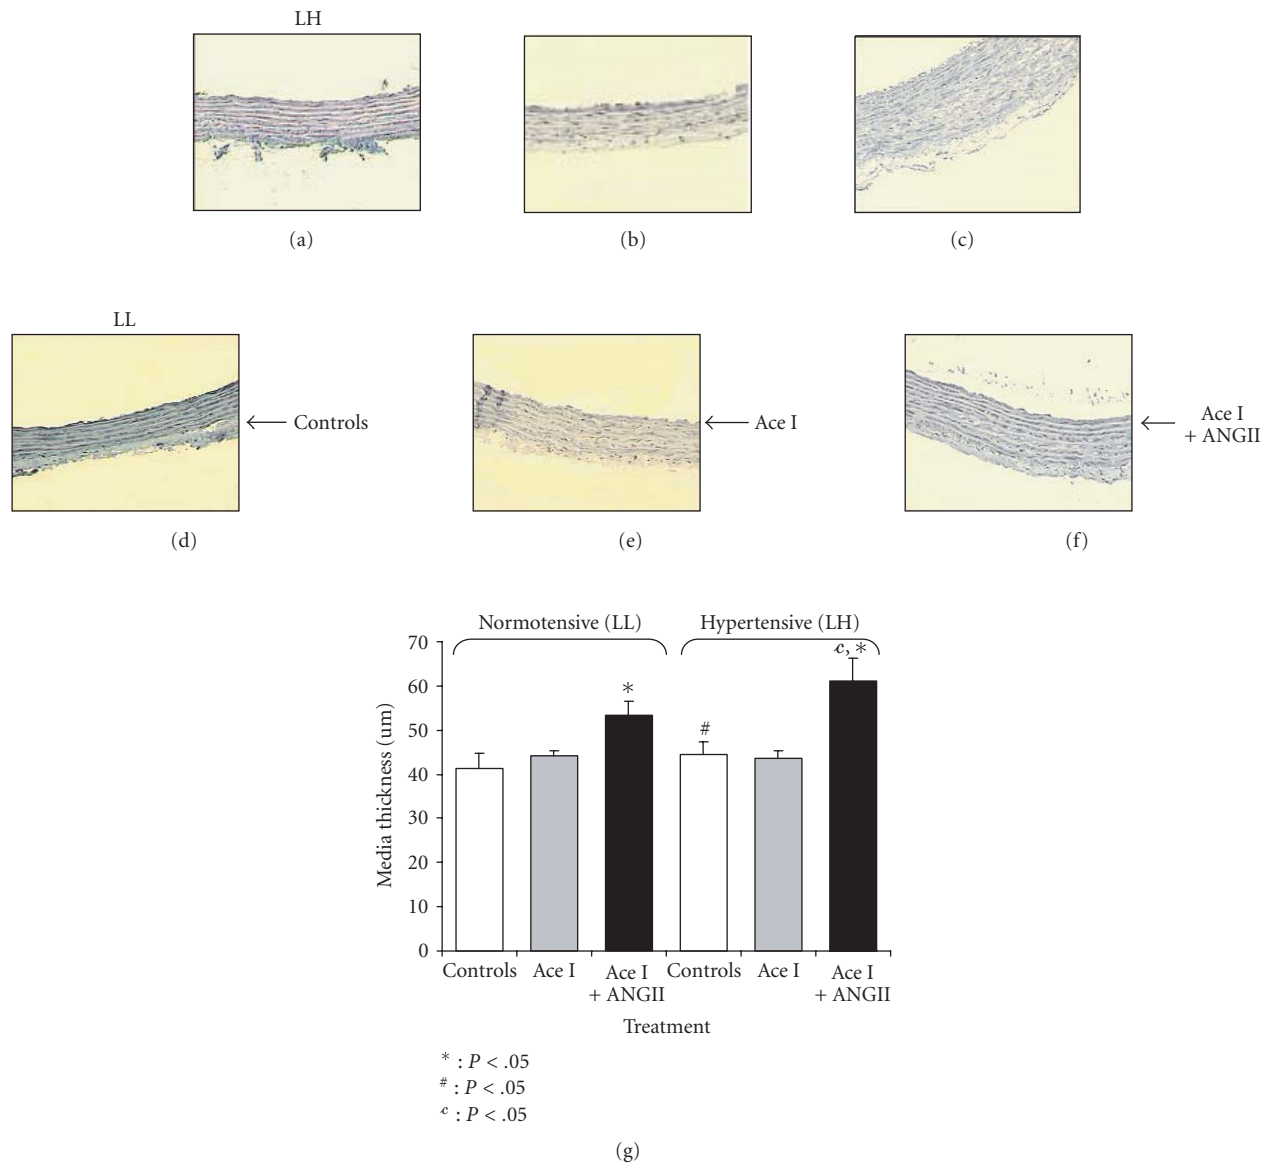 LH
(a)
(b)
(c)
LL
Controls
Ace I
Ace I
+ ANGII
(d)
(e)
(f)
Normotensive (LL)
Hypertensive (LH)
Media thickness (um)
70
60
50
40
30
20
10
0
*
#
c, *
Controls
Ace I
Ace I
+ ANGII
Controls
Ace I
Ace I
+ ANGII
Treatment
* : P < .05
# : P < .05
c : P < .05
(g)